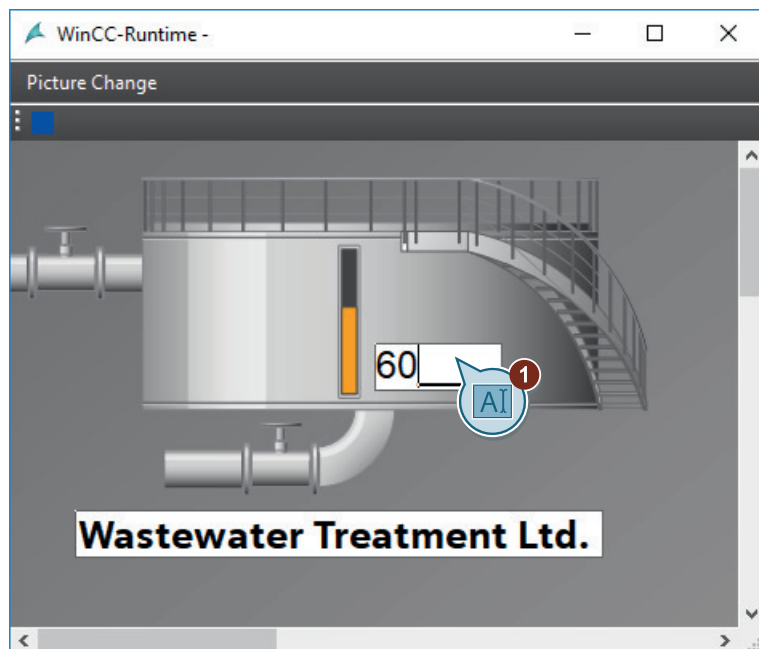 WinCC-Runtime -
Picture Change
60
1
AI
Wastewater Treatment Ltd.